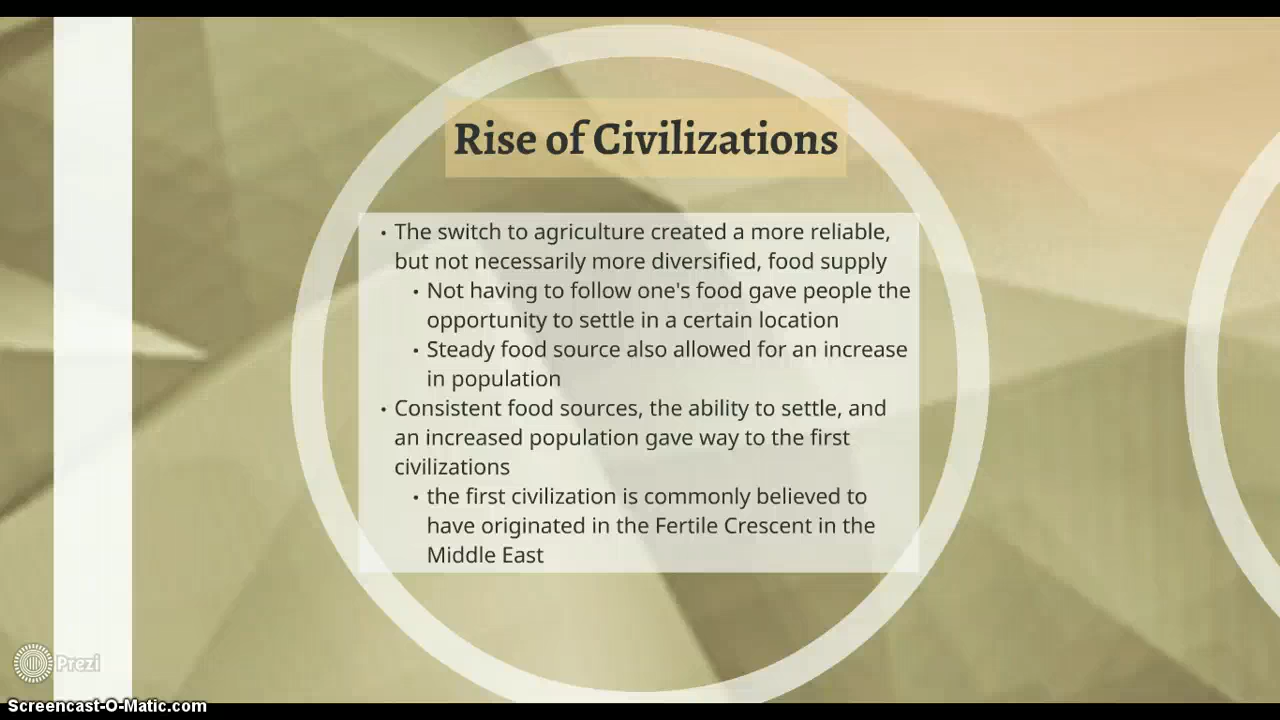 Rise of Civilizations
• The switch to agriculture created a more reliable,
but not necessarily more diversified, food supply
• Not having to follow one's food gave people the
opportunity to settle in a certain location
• Steady food source also allowed for an increase
in population
• Consistent food sources, the ability to settle, and
an increased population gave way to the first
civilizations
• the first civilization is commonly believed to
have originated in the Fertile Crescent in the
Middle East
Prezi
Screencast-O-Matic.com